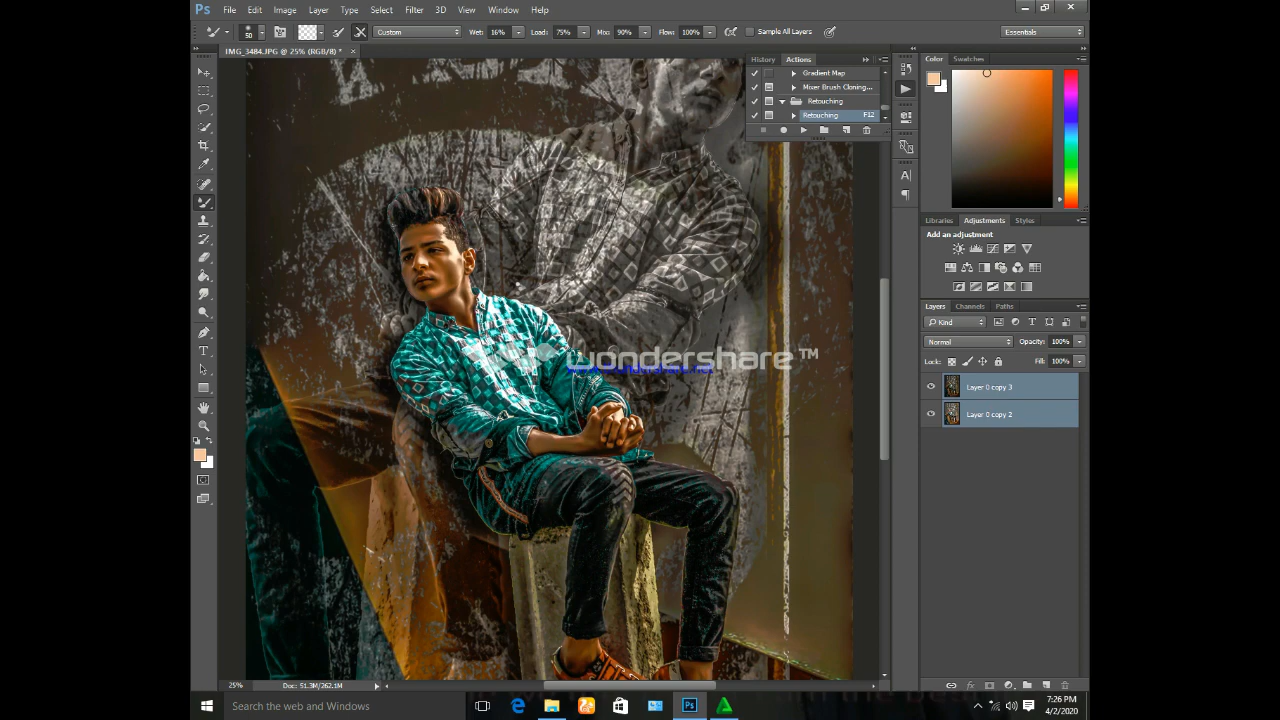 Ps File Edit Image Layer Type Select Filter 3D View Window Help
50 Custom Wet: 16% Load: 75% Mix: 90% Flow: 100% Sample All Layers Essentials
IMG_3484.JPG @ 25% (RGB/8) * ×
History Actions
Gradient Map
Mixer Brush Cloning...
Retouching
Retouching F12
Color Swatches
Libraries Adjustments Styles
Add an adjustment
Layers Channels Paths
Kind
Normal Opacity: 100%
Lock: Fill: 100%
Layer 0 copy 3
Layer 0 copy 2
wondershare™
25% Doc: 51.3M/262.1M
Search the web and Windows
7:26 PM
4/2/2020